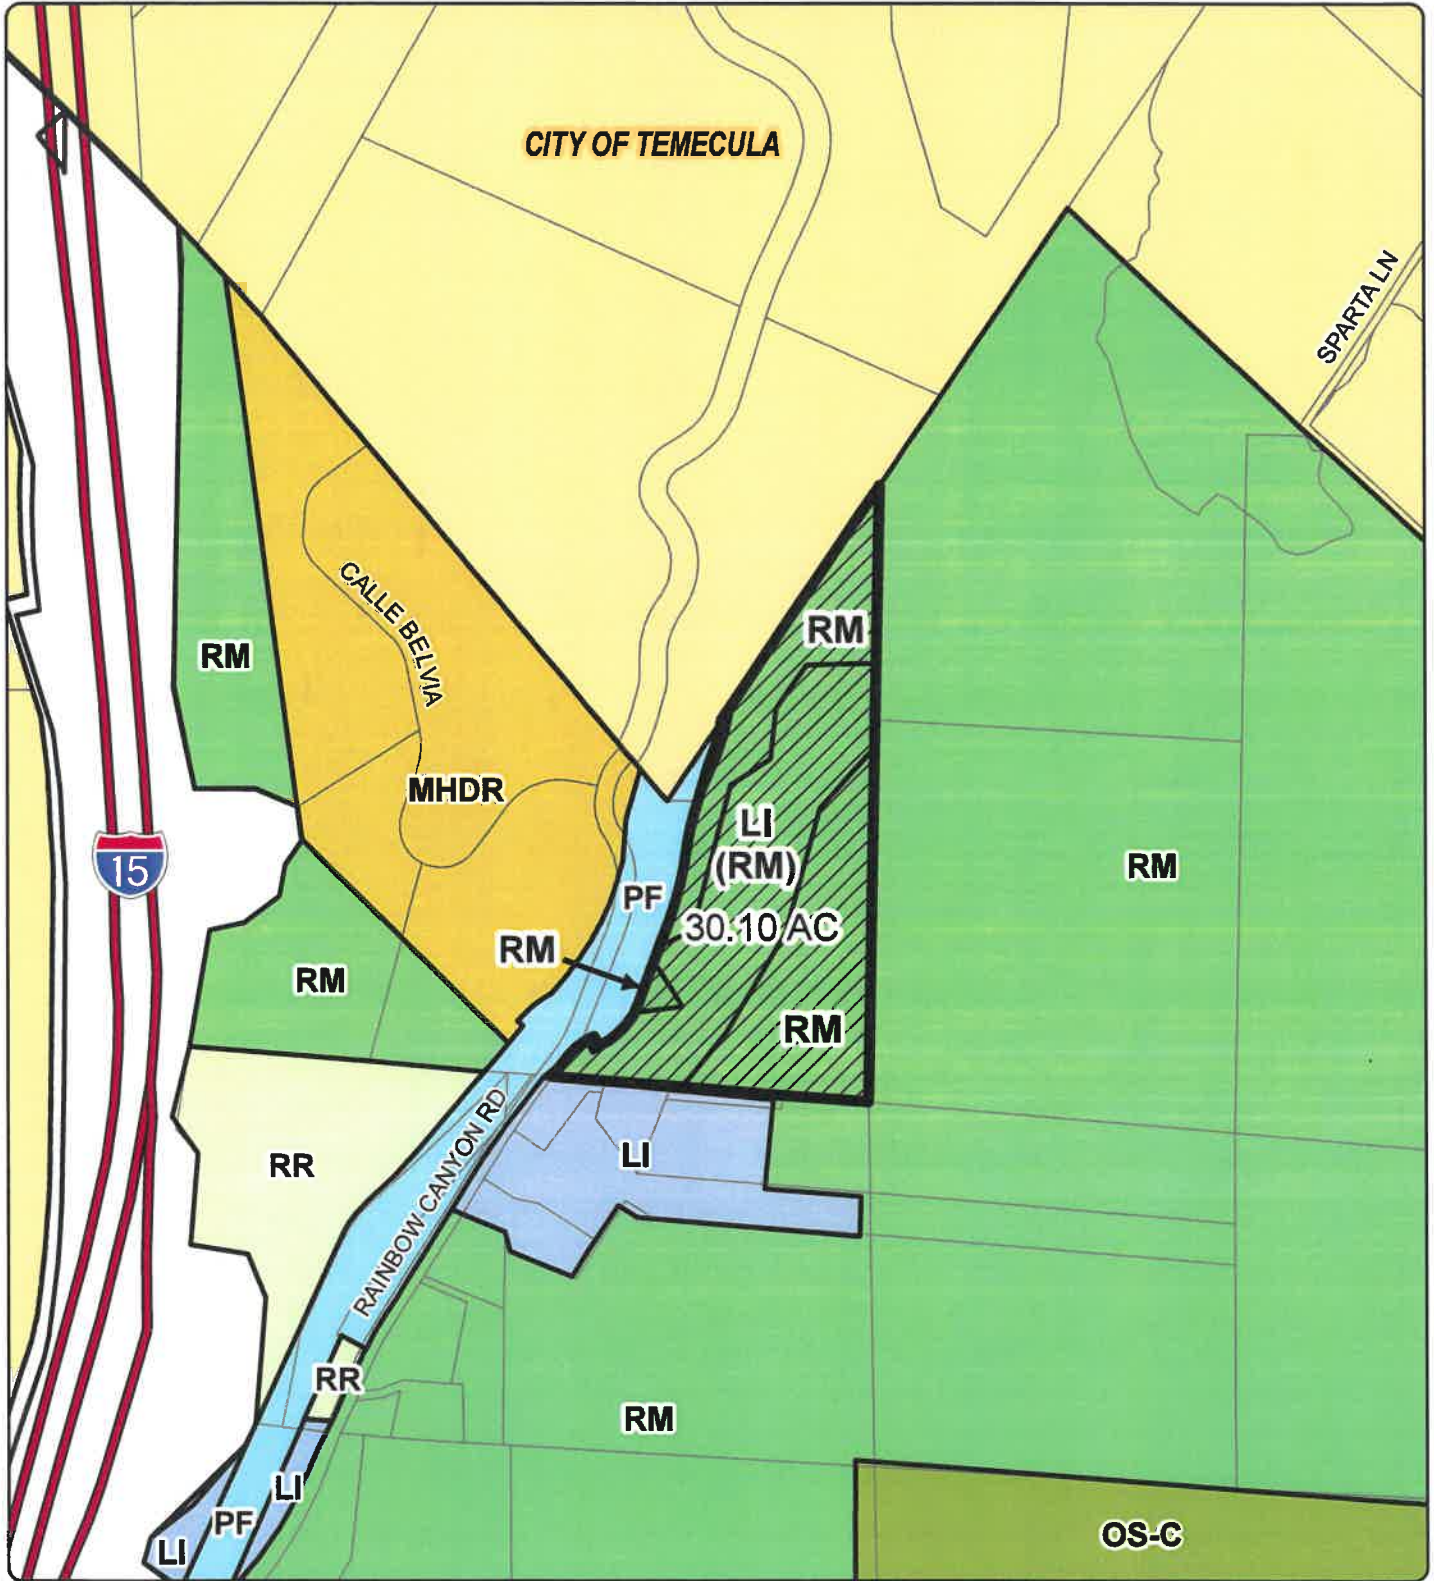 CITY OF TEMECULA
SPARTA LN
CALLE BELVIA
RM
RM
MHDR
LI
(RM)
30.10 AC
15
RM
PF
RM
RM
RM
RR
RAINBOW CANYON RD
LI
RR
RM
LI
PF
LI
OS-C